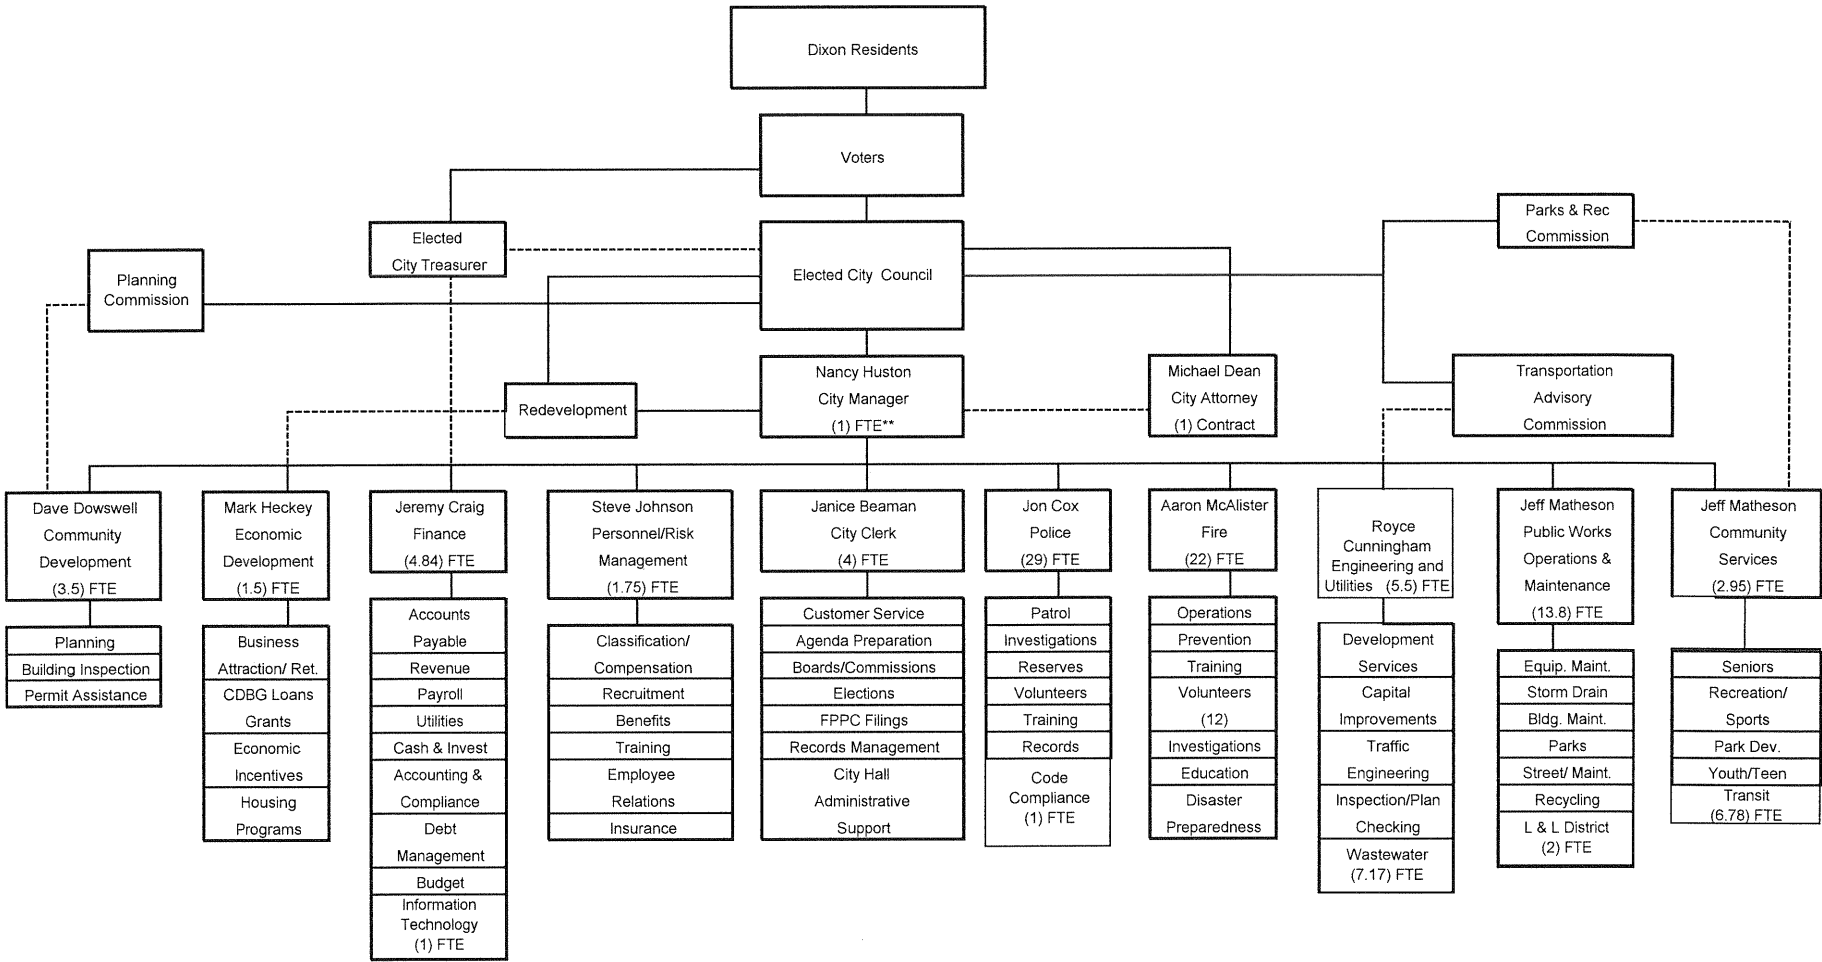 Dixon Residents
Voters
Parks & Rec
Commission
Elected
City Treasurer
Elected City Council
Planning
Commission
Nancy Huston
City Manager
(1) FTE**
Michael Dean
City Attorney
(1) Contract
Transportation
Advisory
Commission
Redevelopment
Dave Dowswell
Community
Development
(3.5) FTE
Planning
Building Inspection
Permit Assistance
Mark Heckey
Economic
Development
(1.5) FTE
Business
Attraction/ Ret.
CDBG Loans
Grants
Economic
Incentives
Housing
Programs
Jeremy Craig
Finance
(4.84) FTE
Accounts
Payable
Revenue
Payroll
Utilities
Cash & Invest
Accounting &
Compliance
Debt
Management
Budget
Information
Technology
(1) FTE
Steve Johnson
Personnel/Risk
Management
(1.75) FTE
Classification/
Compensation
Recruitment
Benefits
Training
Employee
Relations
Insurance
Janice Beaman
City Clerk
(4) FTE
Customer Service
Agenda Preparation
Boards/Commissions
Elections
FPPC Filings
Records Management
City Hall
Administrative
Support
Jon Cox
Police
(29) FTE
Patrol
Investigations
Reserves
Volunteers
Training
Records
Code
Compliance
(1) FTE
Aaron McAlister
Fire
(22) FTE
Operations
Prevention
Training
Volunteers
(12)
Investigations
Education
Disaster
Preparedness
Royce
Cunningham
Engineering and
Utilities (5.5) FTE
Development
Services
Capital
Improvements
Traffic
Engineering
Inspection/Plan
Checking
Wastewater
(7.17) FTE
Jeff Matheson
Public Works
Operations &
Maintenance
(13.8) FTE
Equip. Maint.
Storm Drain
Bldg. Maint.
Parks
Street/ Maint.
Recycling
L & L District
(2) FTE
Jeff Matheson
Community
Services
(2.95) FTE
Seniors
Recreation/
Sports
Park Dev.
Youth/Teen
Transit
(6.78) FTE